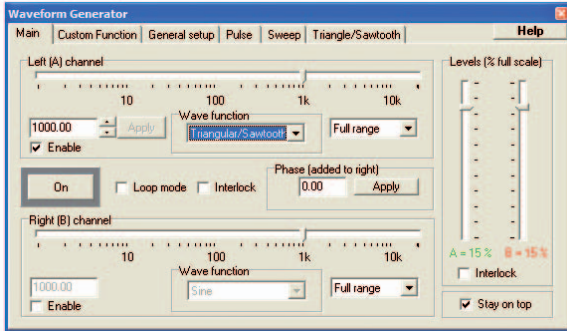 Waveform Generator
Main Custom Function General setup Pulse Sweep Triangle/Sawtooth Help
Left (A) channel
10 100 1k 10k
1000.00 Apply
Wave function
Triangular/Sawtooth
Full range
Enable
On
Loop mode Interlock
Phase (added to right)
0.00 Apply
Right (B) channel
10 100 1k 10k
1000.00
Wave function
Sine
Full range
Enable
Levels (% full scale)
A = 15 % B = 15 %
Interlock
Stay on top